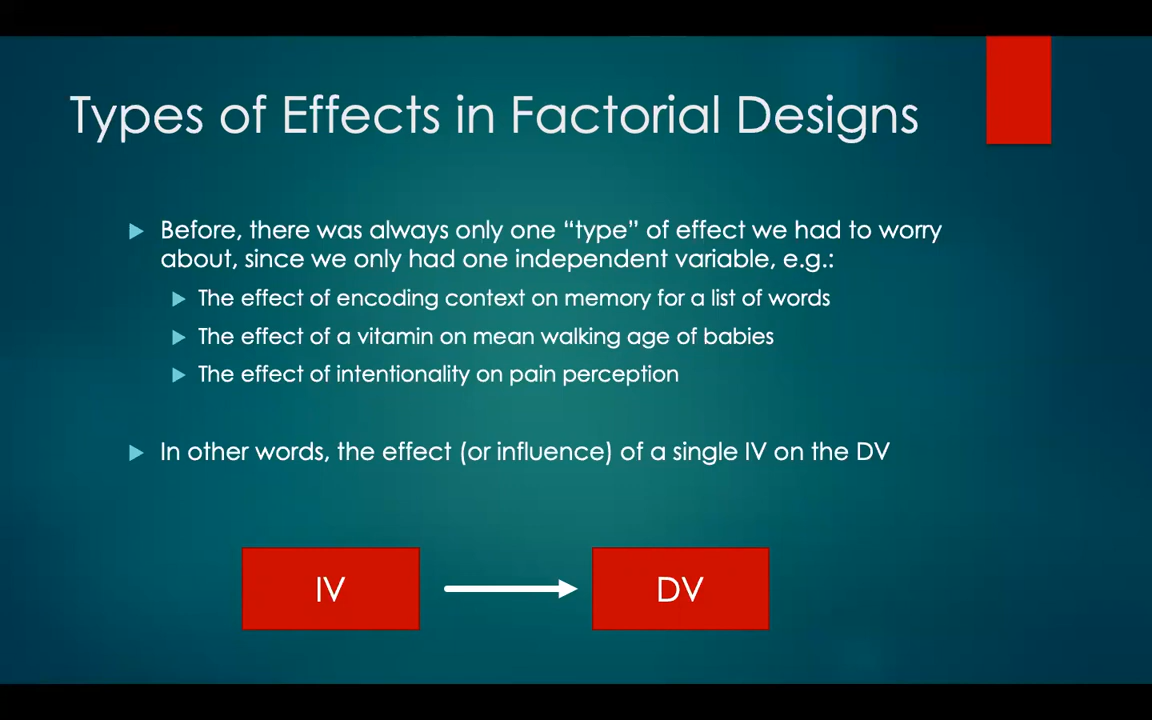 Types of Effects in Factorial Designs
Before, there was always only one “type” of effect we had to worry
about, since we only had one independent variable, e.g.:
The effect of encoding context on memory for a list of words
The effect of a vitamin on mean walking age of babies
The effect of intentionality on pain perception
In other words, the effect (or influence) of a single IV on the DV
IV
DV